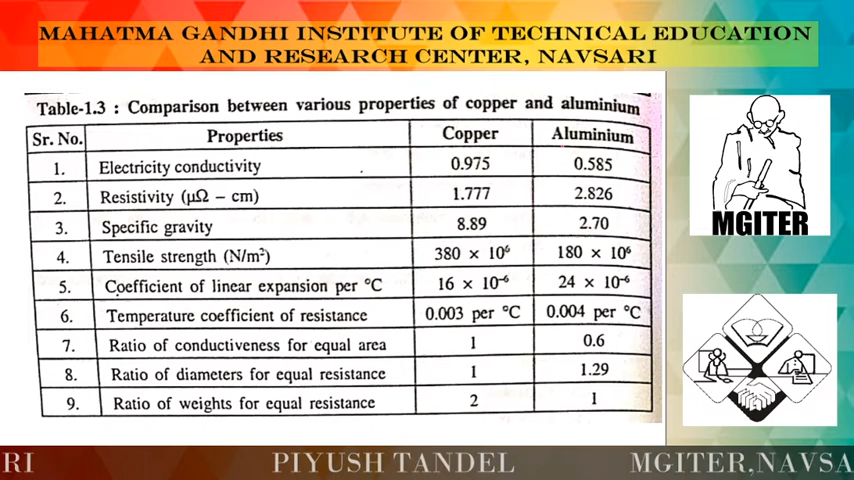 MAHATMA GANDHI INSTITUTE OF TECHNICAL EDUCATION
AND RESEARCH CENTER, NAVSARI
Table-1.3 : Comparison between various properties of copper and aluminium
Sr. No. Properties Copper Aluminium
1. Electricity conductivity 0.975 0.585
2. Resistivity (μΩ – cm) 1.777 2.826
3. Specific gravity 8.89 2.70
4. Tensile strength (N/m²) 380 × 10⁶ 180 × 10⁶
5. Coefficient of linear expansion per °C 16 × 10⁻⁶ 24 × 10⁻⁶
6. Temperature coefficient of resistance 0.003 per °C 0.004 per °C
7. Ratio of conductiveness for equal area 1 0.6
8. Ratio of diameters for equal resistance 1 1.29
9. Ratio of weights for equal resistance 2 1
MGITER
RI PIYUSH TANDEL MGITER,NAVSA